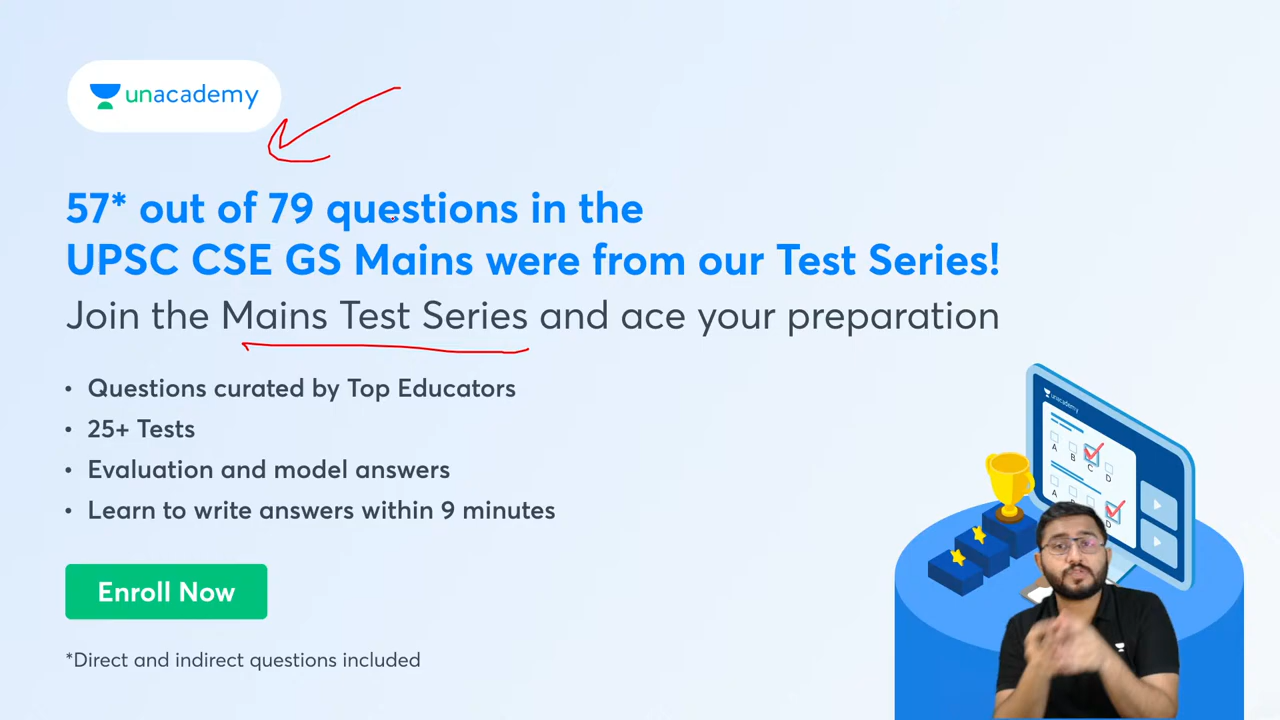 unacademy
57* out of 79 questions in the
UPSC CSE GS Mains were from our Test Series!
Join the Mains Test Series and ace your preparation
• Questions curated by Top Educators
• 25+ Tests
• Evaluation and model answers
• Learn to write answers within 9 minutes
Enroll Now
*Direct and indirect questions included
unacademy
A B C D
A B D